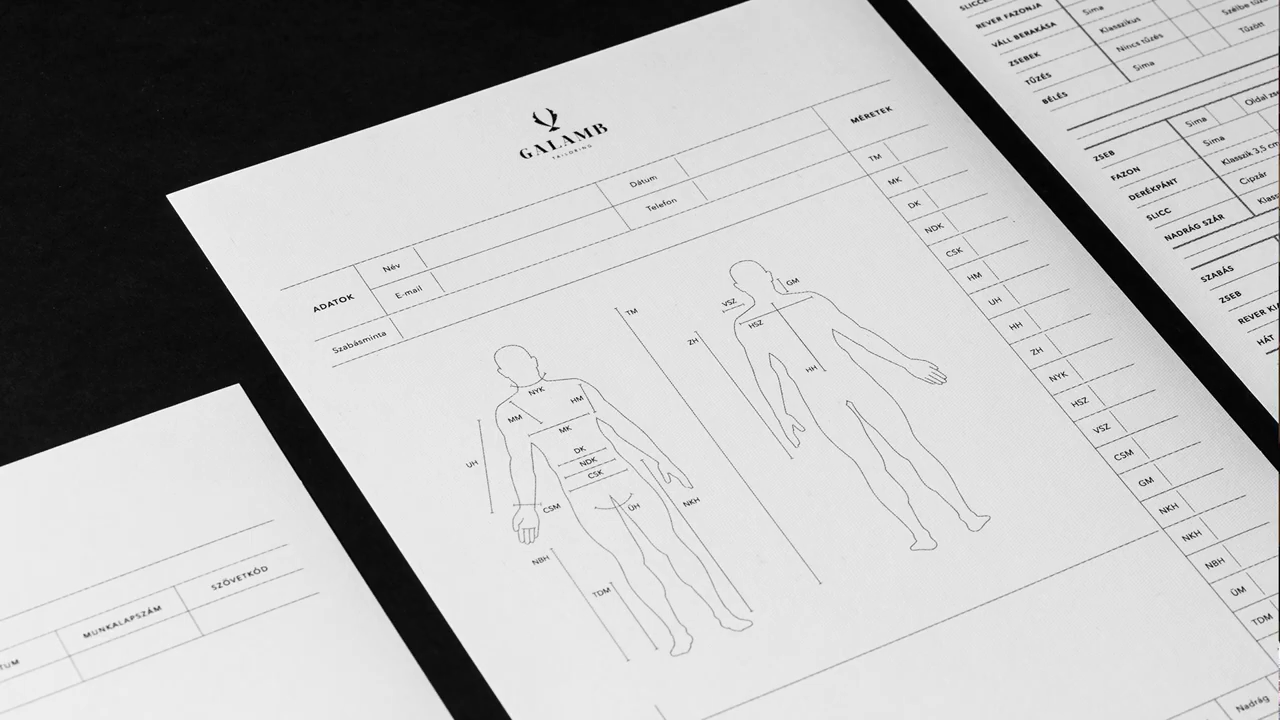 GALAMB
TAILORING
ADATOK
Név
Dátum
E-mail
Telefon
Szabásminta
MÉRETEK
TM
MK
DK
NDK
CSK
HM
UH
HH
ZH
NYK
HSZ
VSZ
CSM
GM
NKH
NKH
NBH
ÜM
TDM
TM
NYK
HM
MM
MK
DK
NDK
CSK
UH
CSM
ÜH
NKH
NBH
TDM
VSZ
GM
HSZ
ZH
HH
Nadrág
MUNKALAPSZÁM
SZÖVETKÓD
REVER FAZONJA
Sima
VÁLL BERAKÁSA
Klasszikus
ZSEBEK
Nincs tűzés
Tűzött
TŰZÉS
Sima
BÉLÉS
ZSEB
Sima
FAZON
Sima
DERÉKPÁNT
Klasszik 3,5 cm
SLICC
Cipzár
NADRÁG SZÁR
SZABÁS
ZSEB